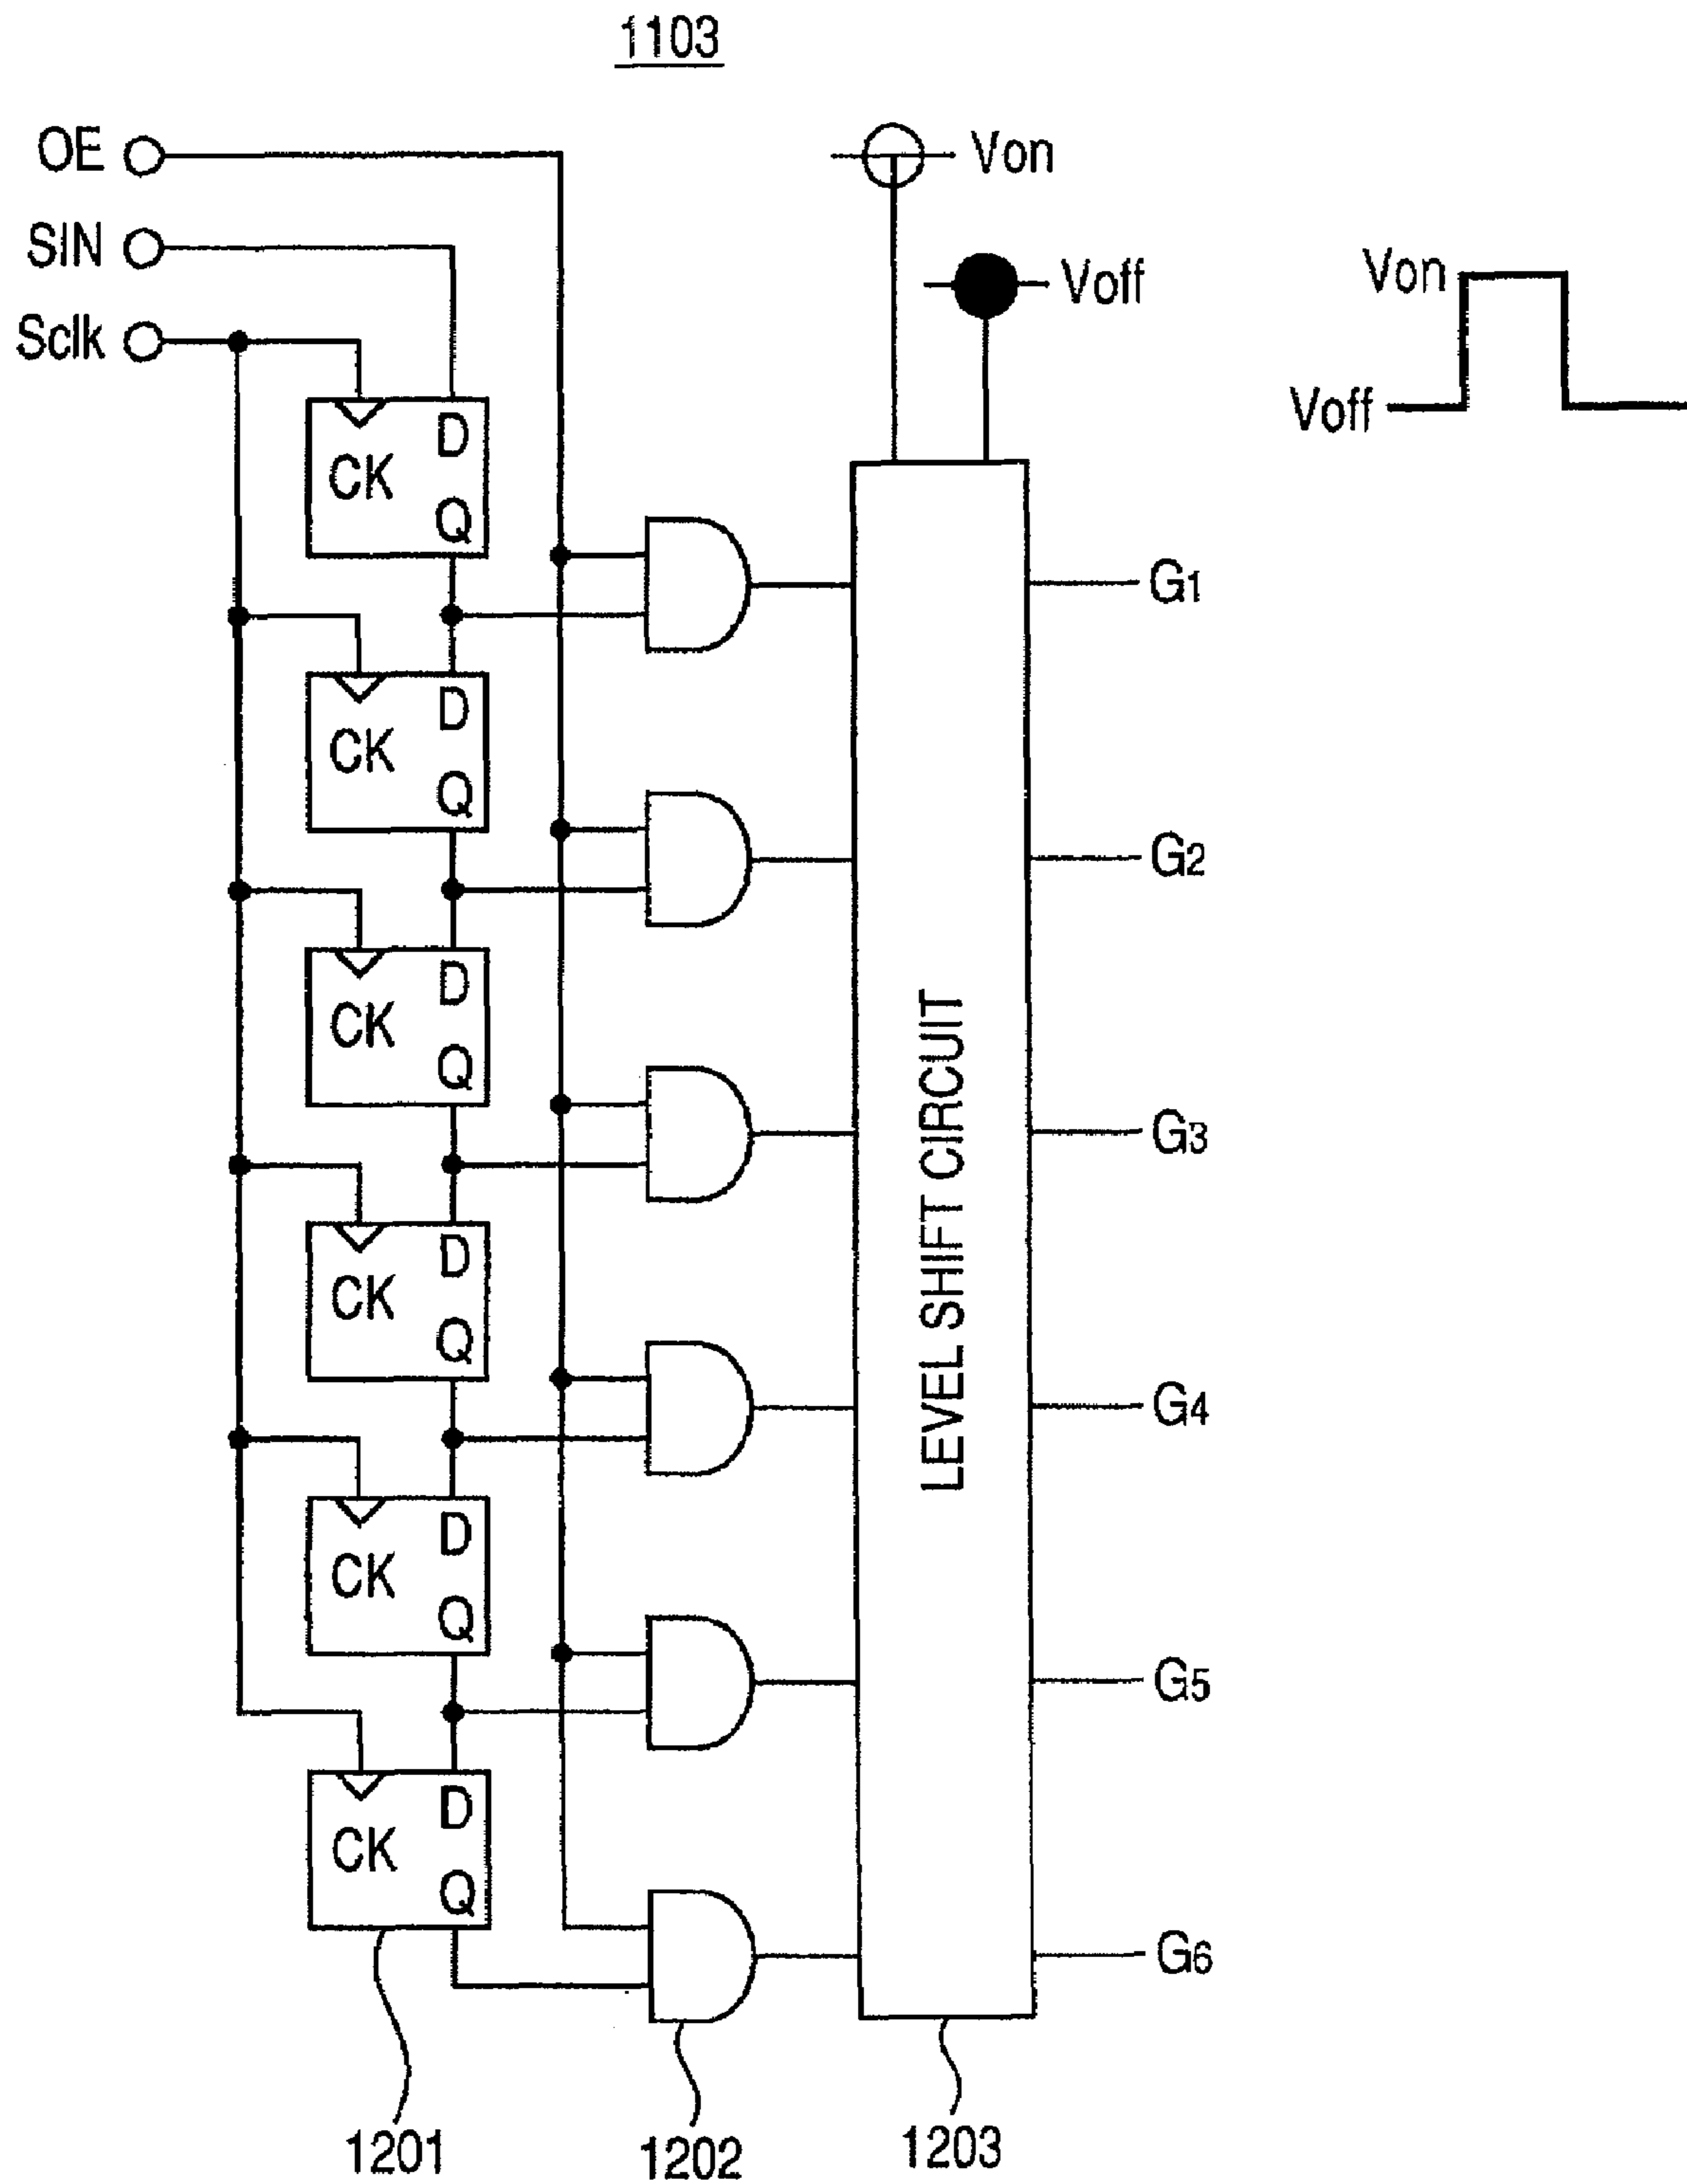 1103
OE
SIN
Sclk
Von
Voff
Von
Voff
D
CK
Q
G1
D
CK
Q
G2
D
CK
Q
G3
D
CK
Q
G4
D
CK
Q
G5
D
CK
Q
G6
LEVEL SHIFT CIRCUIT
1201
1202
1203